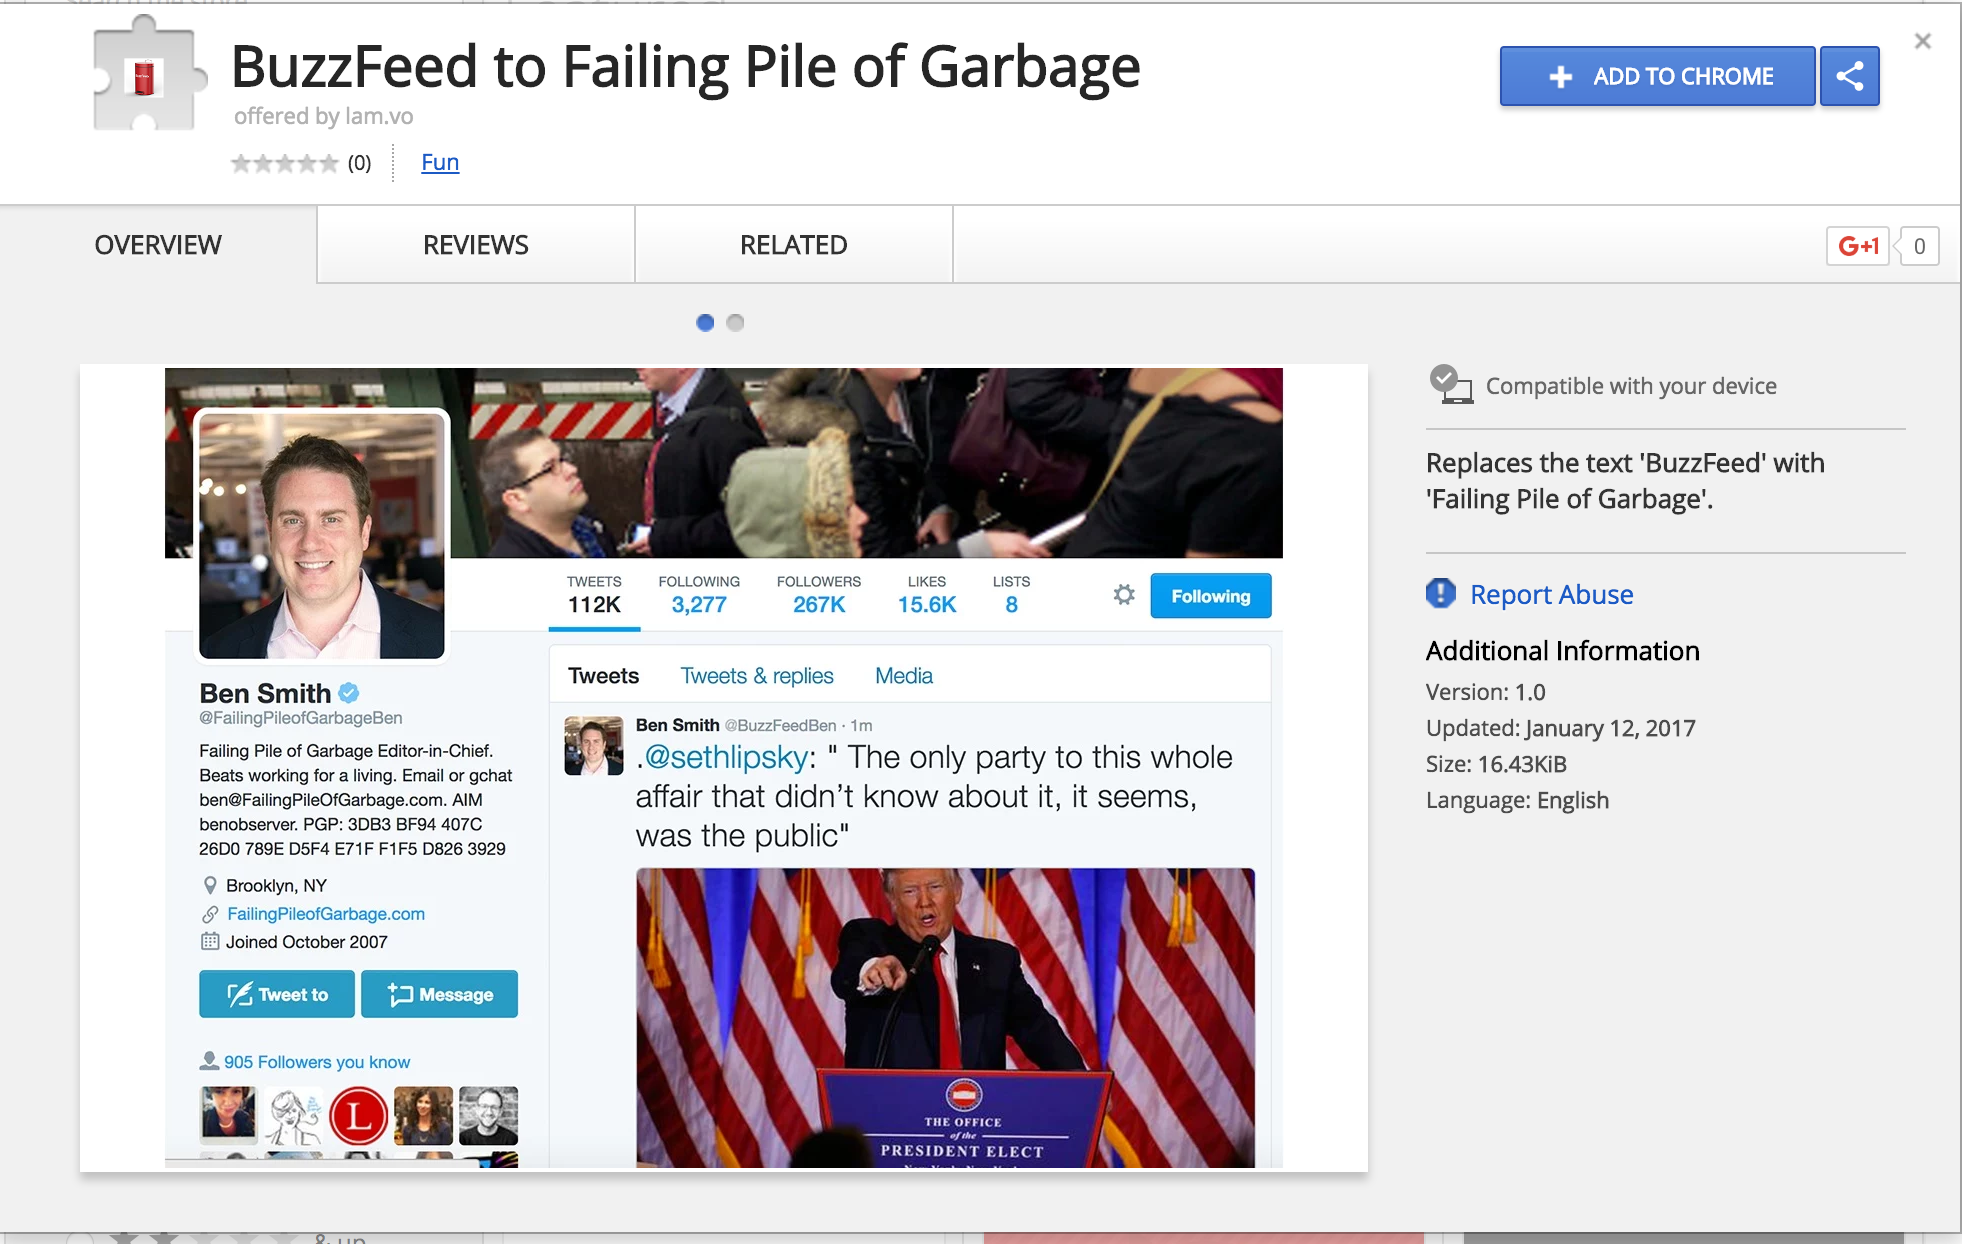 BuzzFeed to Failing Pile of Garbage
offered by lam.vo
(0)
Fun
+ ADD TO CHROME
OVERVIEW
REVIEWS
RELATED
G+1
0
Compatible with your device
Replaces the text 'BuzzFeed' with
'Failing Pile of Garbage'.
Report Abuse
Additional Information
Version: 1.0
Updated: January 12, 2017
Size: 16.43KiB
Language: English
TWEETS
112K
FOLLOWING
3,277
FOLLOWERS
267K
LIKES
15.6K
LISTS
8
Following
Ben Smith
@FailingPileofGarbageBen
Failing Pile of Garbage Editor-in-Chief.
Beats working for a living. Email or gchat
ben@FailingPileOfGarbage.com. AIM
benobserver. PGP: 3DB3 BF94 407C
26D0 789E D5F4 E71F F1F5 D826 3929
Brooklyn, NY
FailingPileofGarbage.com
Joined October 2007
Tweet to
Message
905 Followers you know
L
Tweets
Tweets & replies
Media
Ben Smith @BuzzFeedBen · 1m
.@sethlipsky: " The only party to this whole
affair that didn't know about it, it seems,
was the public"
THE OFFICE
of the
PRESIDENT ELECT
& up